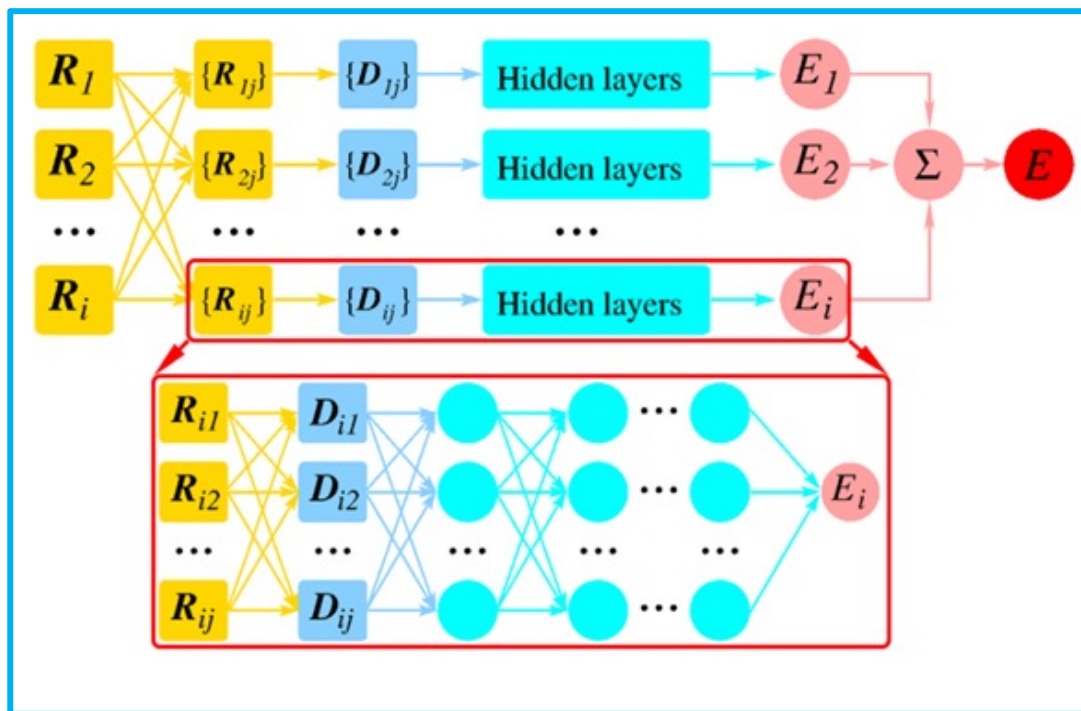 R1 {R1j} {D1j} Hidden layers E1
R2 {R2j} {D2j} Hidden layers E2 Σ E
... ... ... ...
Ri {Rij} {Dij} Hidden layers Ei
Ri1 Di1 ...
Ri2 Di2 ... Ei
... ... ... ... ...
Rij Dij ...